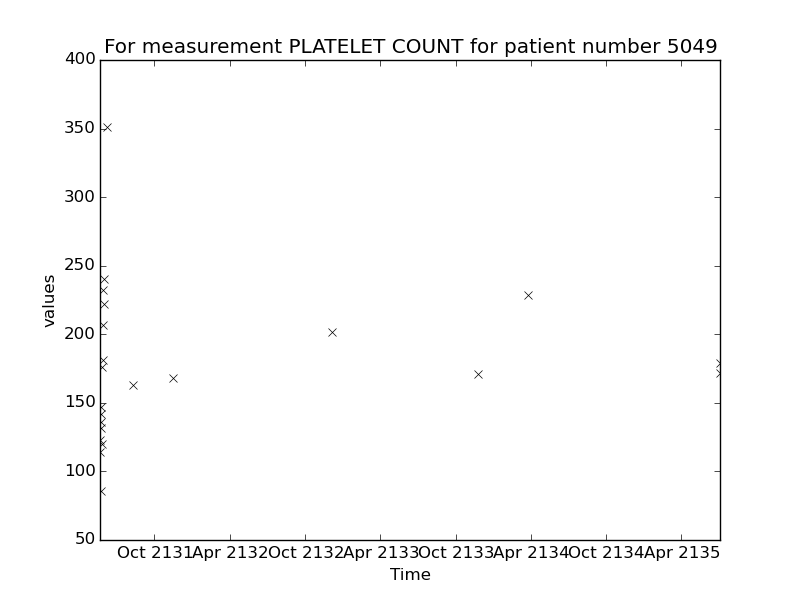 For measurement PLATELET COUNT for patient number 5049
400
350
300
250
200
150
100
50
values
Oct 2131 Apr 2132 Oct 2132 Apr 2133 Oct 2133 Apr 2134 Oct 2134 Apr 2135
Time